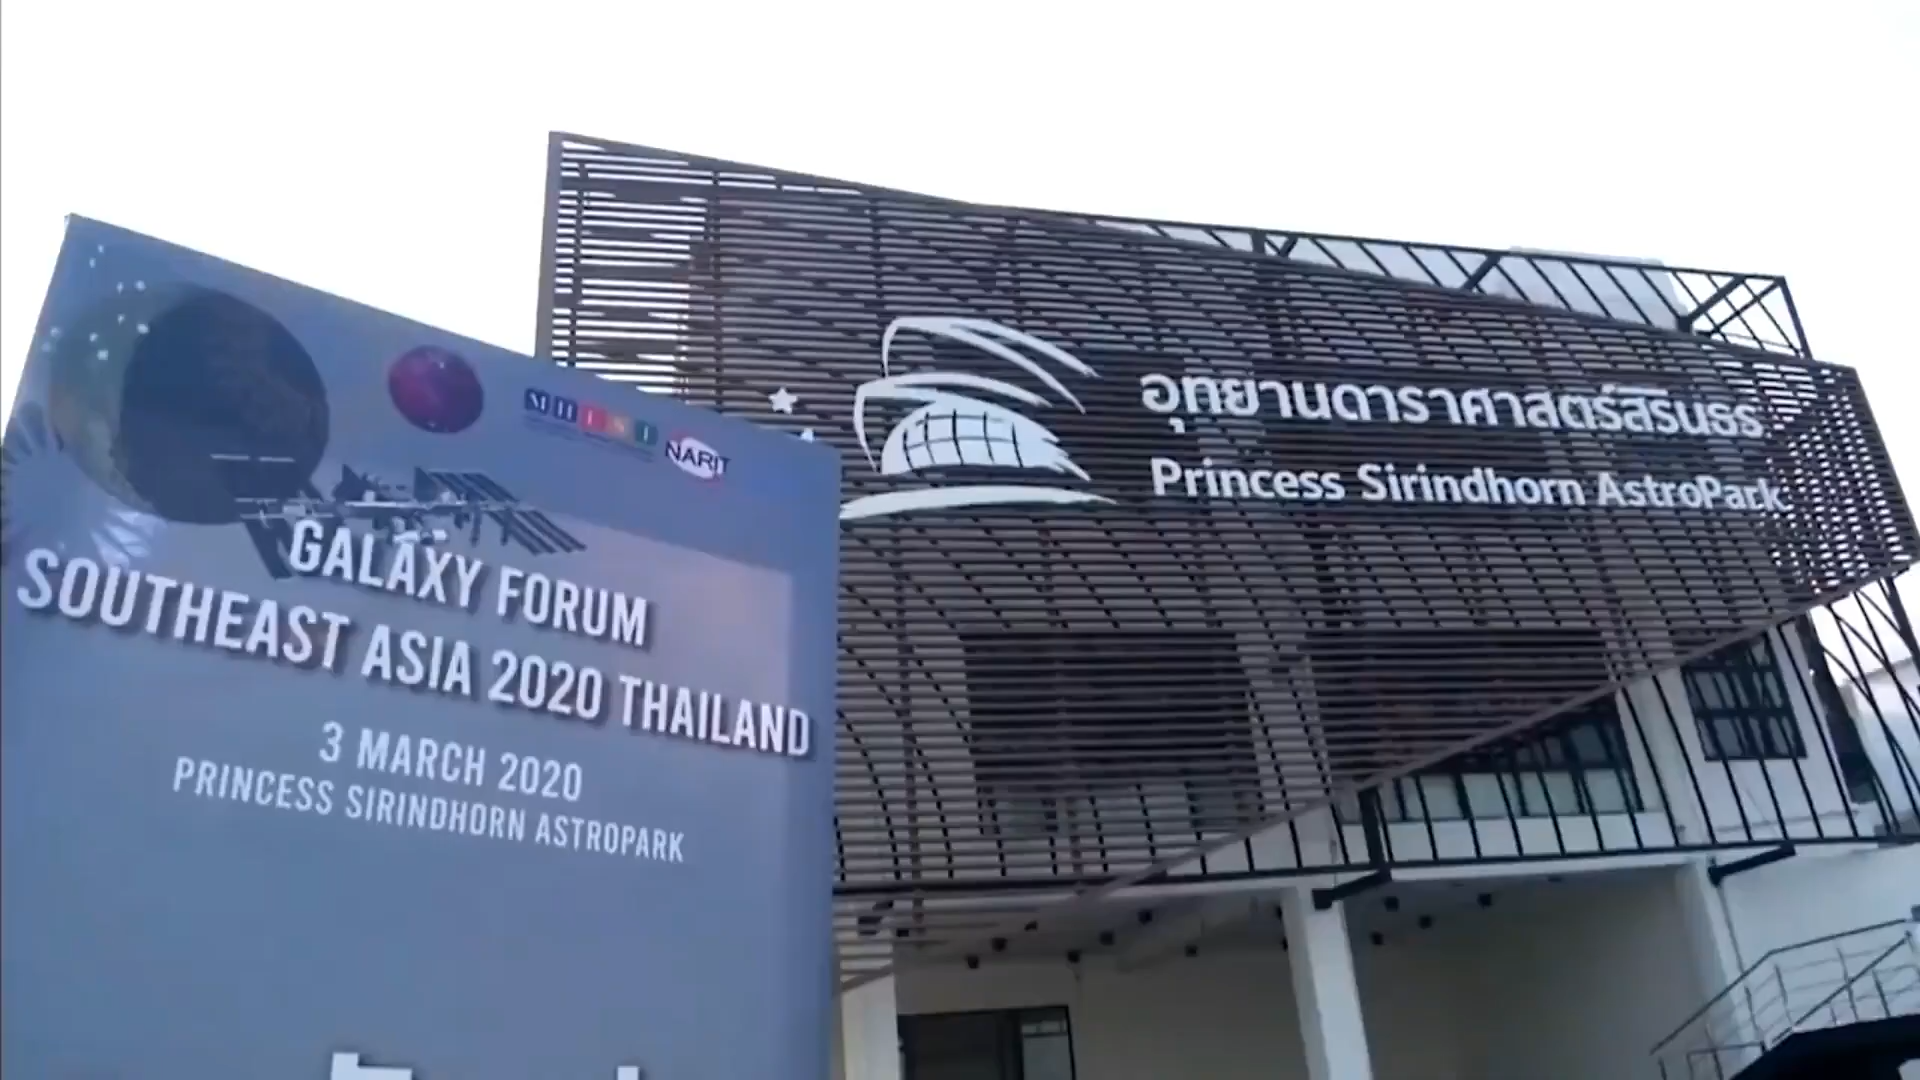 MHESI
NARIT
GALAXY FORUM
SOUTHEAST ASIA 2020 THAILAND
3 MARCH 2020
PRINCESS SIRINDHORN ASTROPARK
อุทยานดาราศาสตร์สิรินธร
Princess Sirindhorn AstroPark